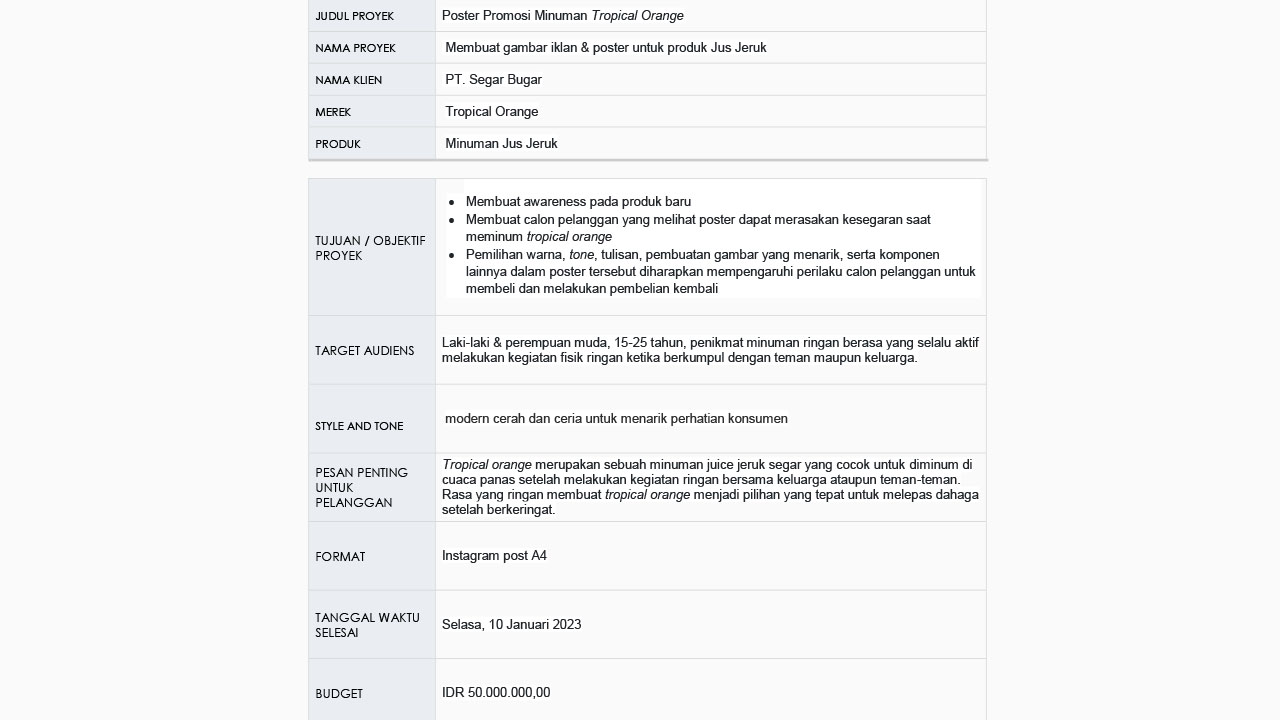 JUDUL PROYEK Poster Promosi Minuman Tropical Orange
NAMA PROYEK Membuat gambar iklan & poster untuk produk Jus Jeruk
NAMA KLIEN PT. Segar Bugar
MEREK Tropical Orange
PRODUK Minuman Jus Jeruk
TUJUAN / OBJEKTIF
PROYEK
• Membuat awareness pada produk baru
• Membuat calon pelanggan yang melihat poster dapat merasakan kesegaran saat
meminum tropical orange
• Pemilihan warna, tone, tulisan, pembuatan gambar yang menarik, serta komponen
lainnya dalam poster tersebut diharapkan mempengaruhi perilaku calon pelanggan untuk
membeli dan melakukan pembelian kembali
TARGET AUDIENS
Laki-laki & perempuan muda, 15-25 tahun, penikmat minuman ringan berasa yang selalu aktif
melakukan kegiatan fisik ringan ketika berkumpul dengan teman maupun keluarga.
STYLE AND TONE
modern cerah dan ceria untuk menarik perhatian konsumen
PESAN PENTING
UNTUK
PELANGGAN
Tropical orange merupakan sebuah minuman juice jeruk segar yang cocok untuk diminum di
cuaca panas setelah melakukan kegiatan ringan bersama keluarga ataupun teman-teman.
Rasa yang ringan membuat tropical orange menjadi pilihan yang tepat untuk melepas dahaga
setelah berkeringat.
FORMAT Instagram post A4
TANGGAL WAKTU
SELESAI
Selasa, 10 Januari 2023
BUDGET IDR 50.000.000,00